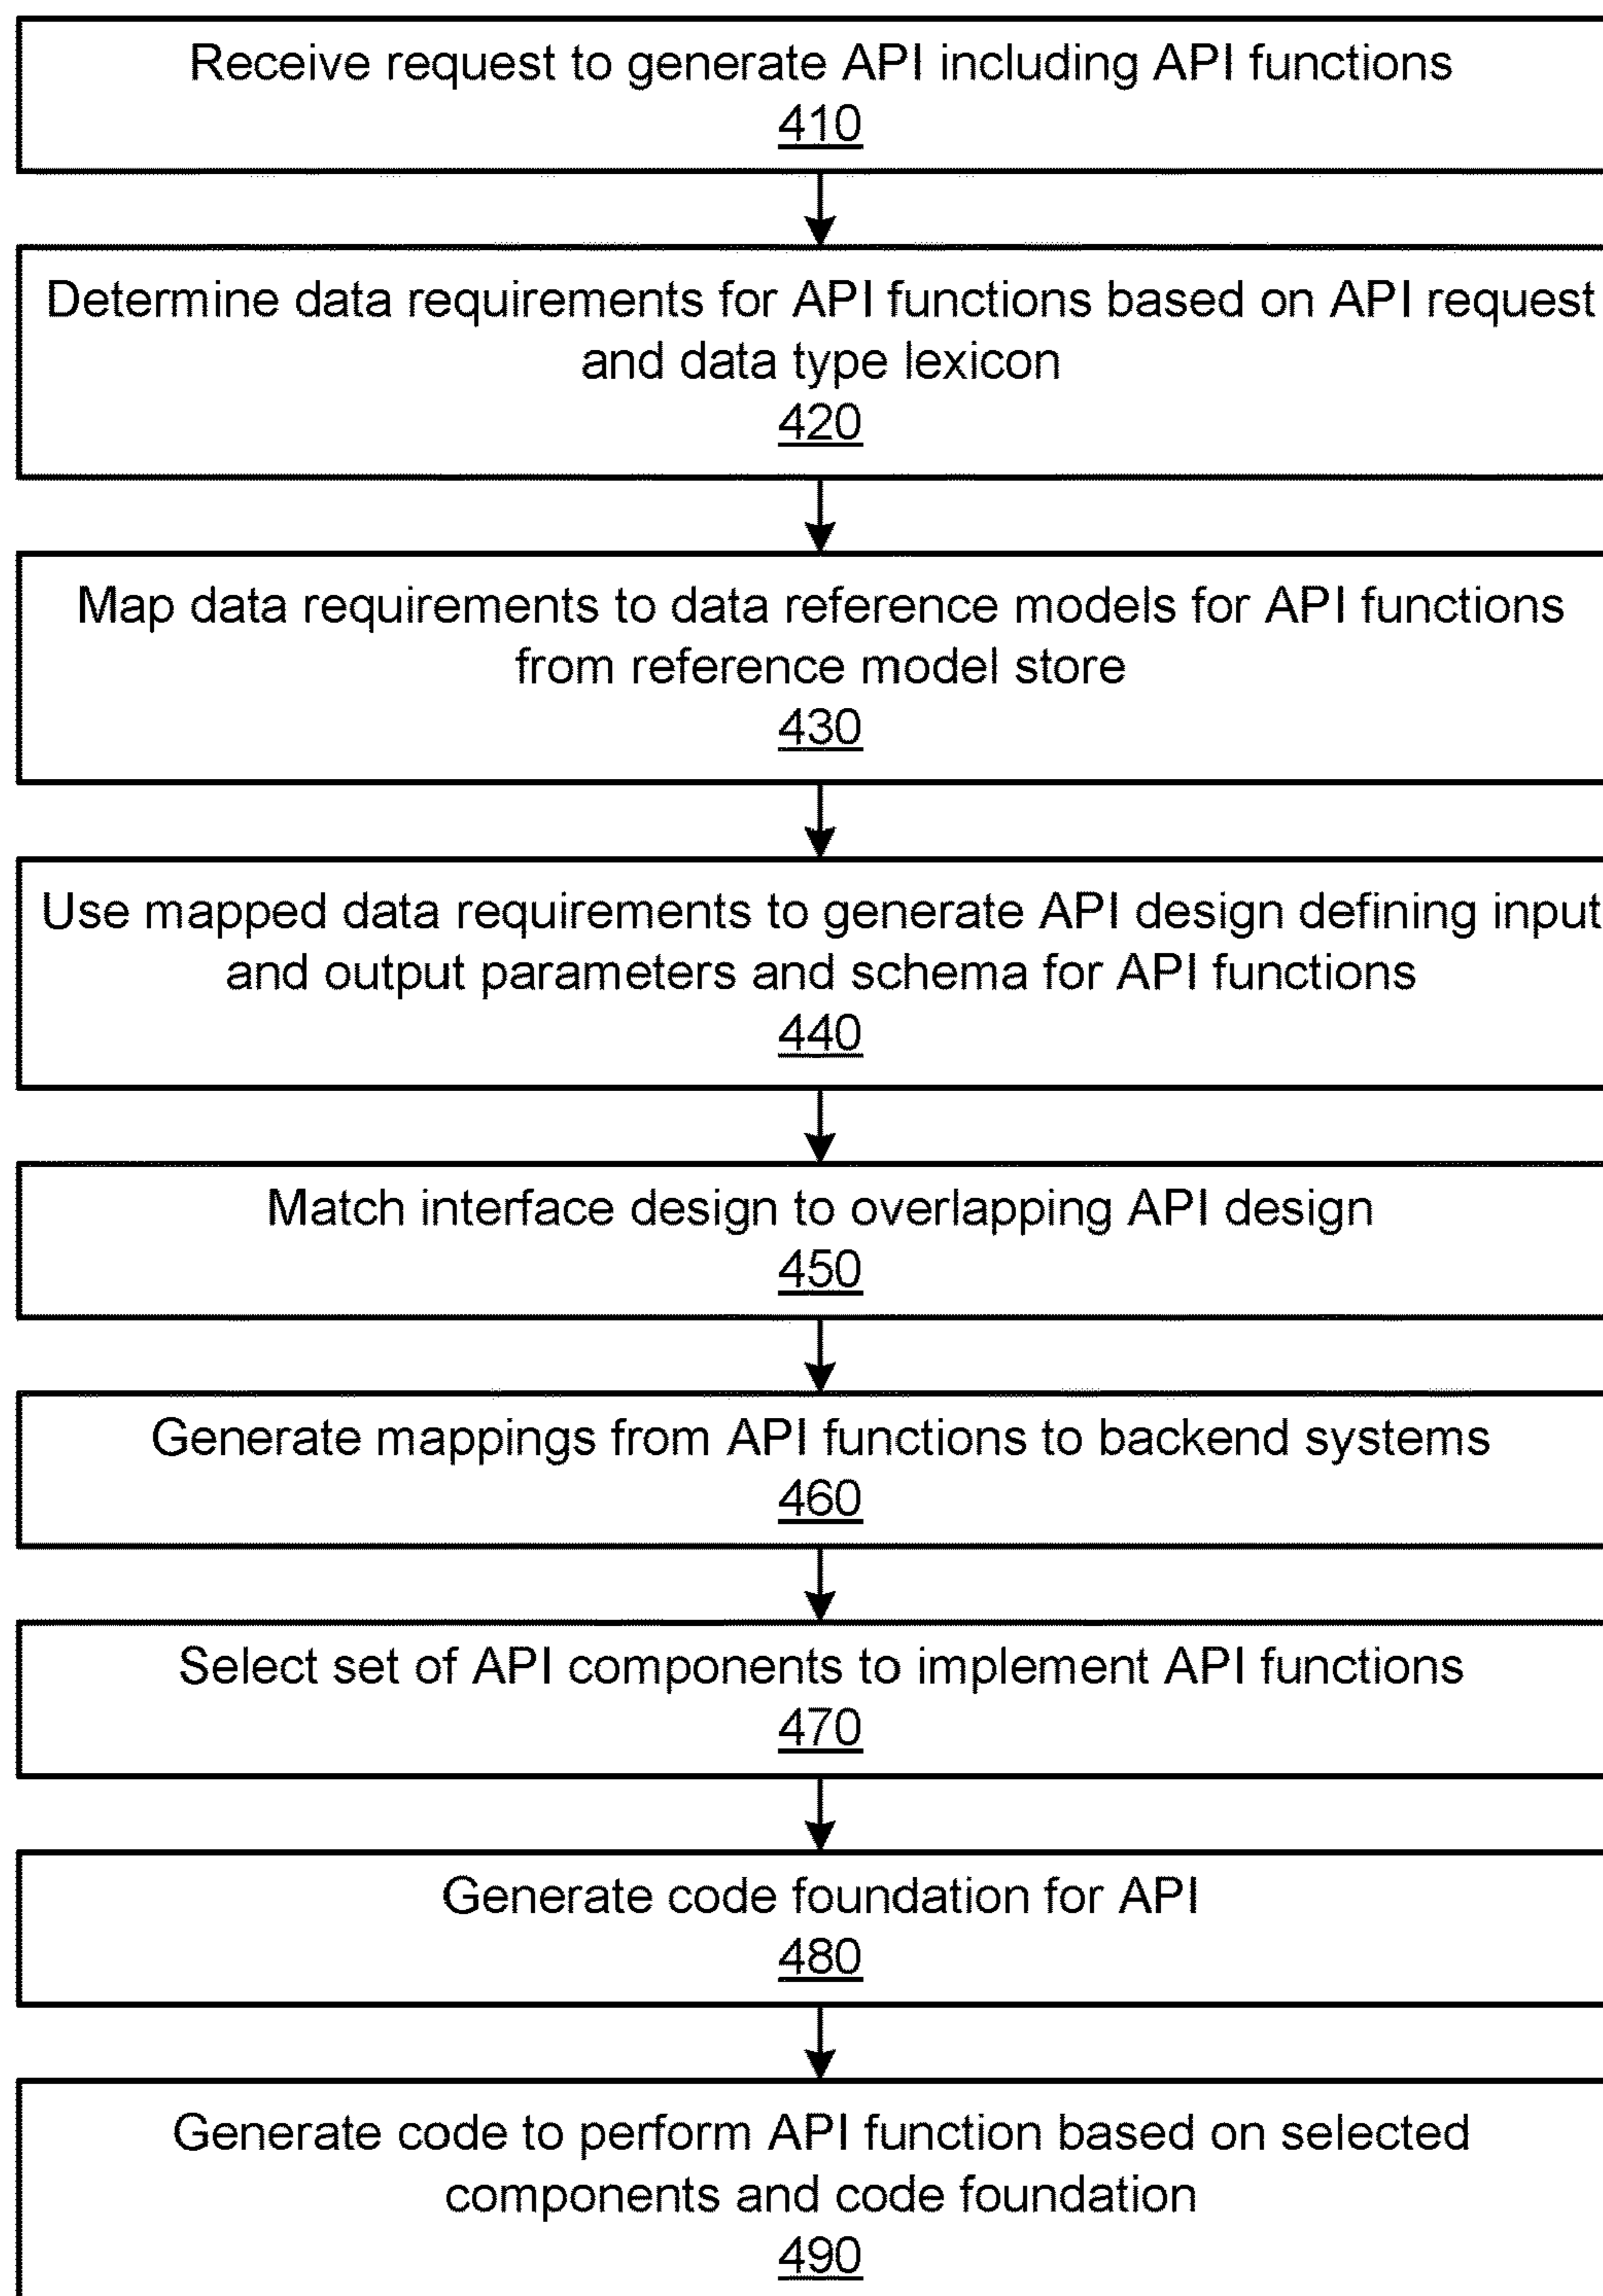 Receive request to generate API including API functions
410
Determine data requirements for API functions based on API request
and data type lexicon
420
Map data requirements to data reference models for API functions
from reference model store
430
Use mapped data requirements to generate API design defining input
and output parameters and schema for API functions
440
Match interface design to overlapping API design
450
Generate mappings from API functions to backend systems
460
Select set of API components to implement API functions
470
Generate code foundation for API
480
Generate code to perform API function based on selected
components and code foundation
490